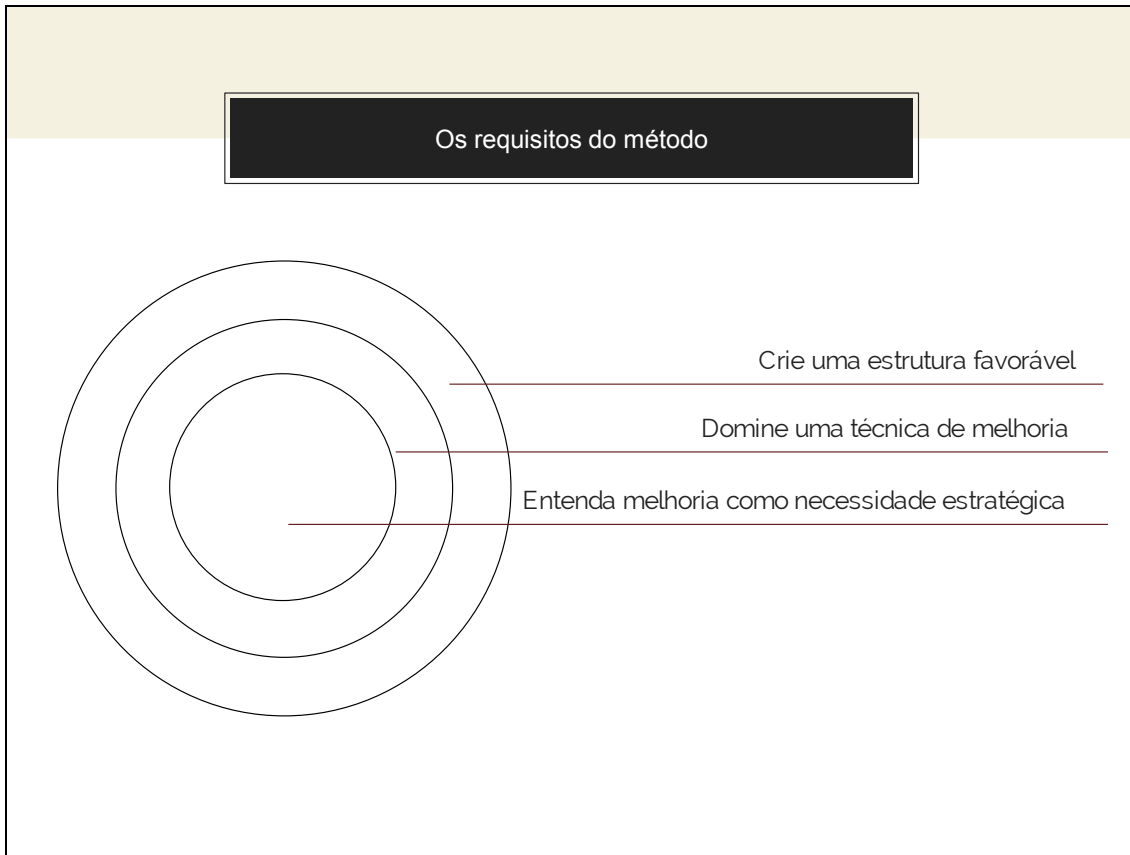 Os requisitos do método
Crie uma estrutura favorável
Domine uma técnica de melhoria
Entenda melhoria como necessidade estratégica